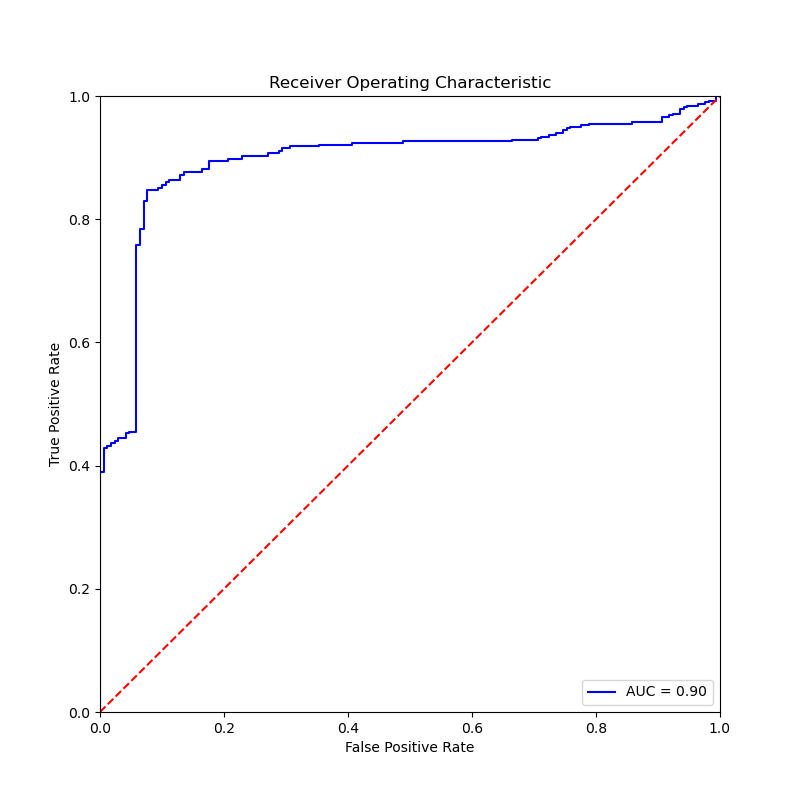 Receiver Operating Characteristic
1.0
0.8
0.6
0.4
0.2
0.0
True Positive Rate
AUC = 0.90
0.0 0.2 0.4 0.6 0.8 1.0
False Positive Rate